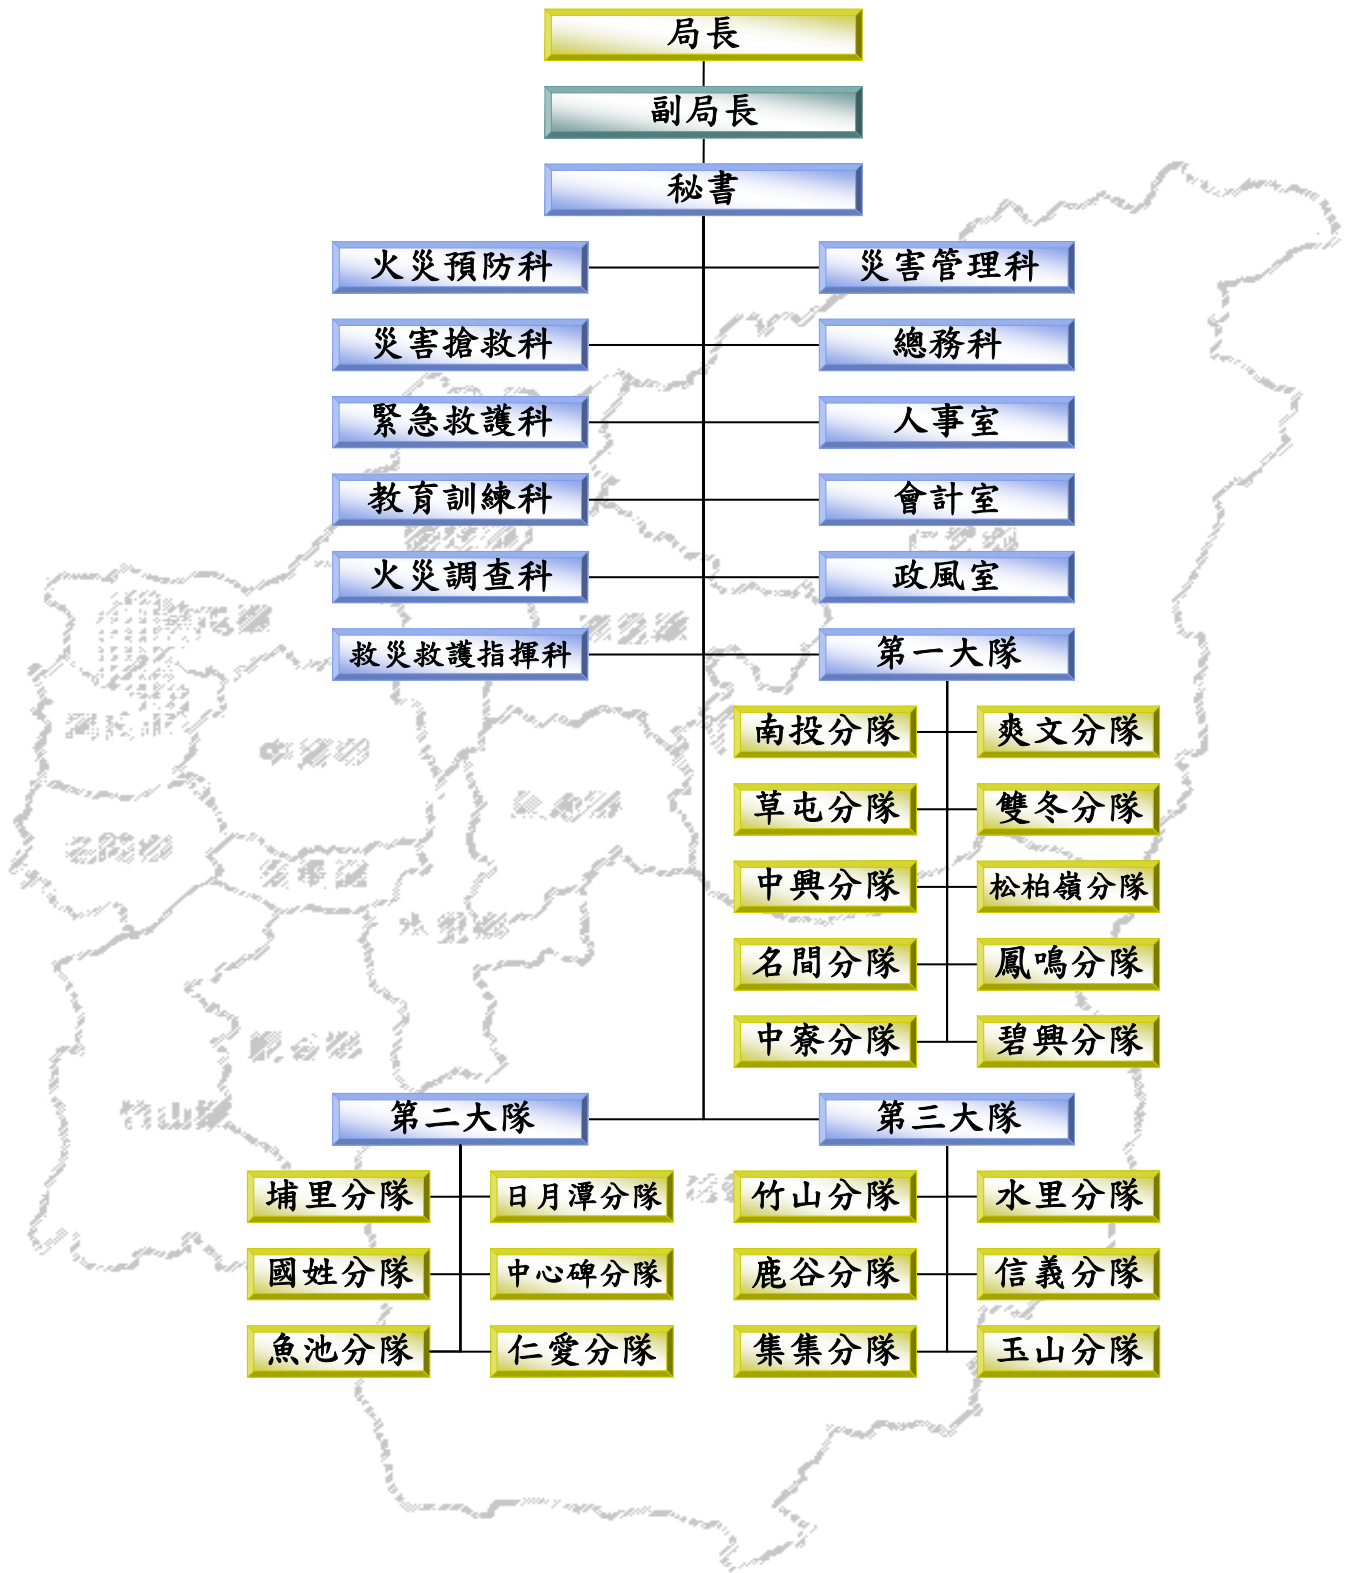 局長
副局長
秘書
火災預防科 災害管理科
災害搶救科 總務科
緊急救護科 人事室
教育訓練科 會計室
火災調查科 政風室
救災救護指揮科 第一大隊
南投分隊 爽文分隊
草屯分隊 雙冬分隊
中興分隊 松柏嶺分隊
名間分隊 鳳鳴分隊
中寮分隊 碧興分隊
第二大隊 第三大隊
埔里分隊 日月潭分隊 竹山分隊 水里分隊
國姓分隊 中心碑分隊 鹿谷分隊 信義分隊
魚池分隊 仁愛分隊 集集分隊 玉山分隊